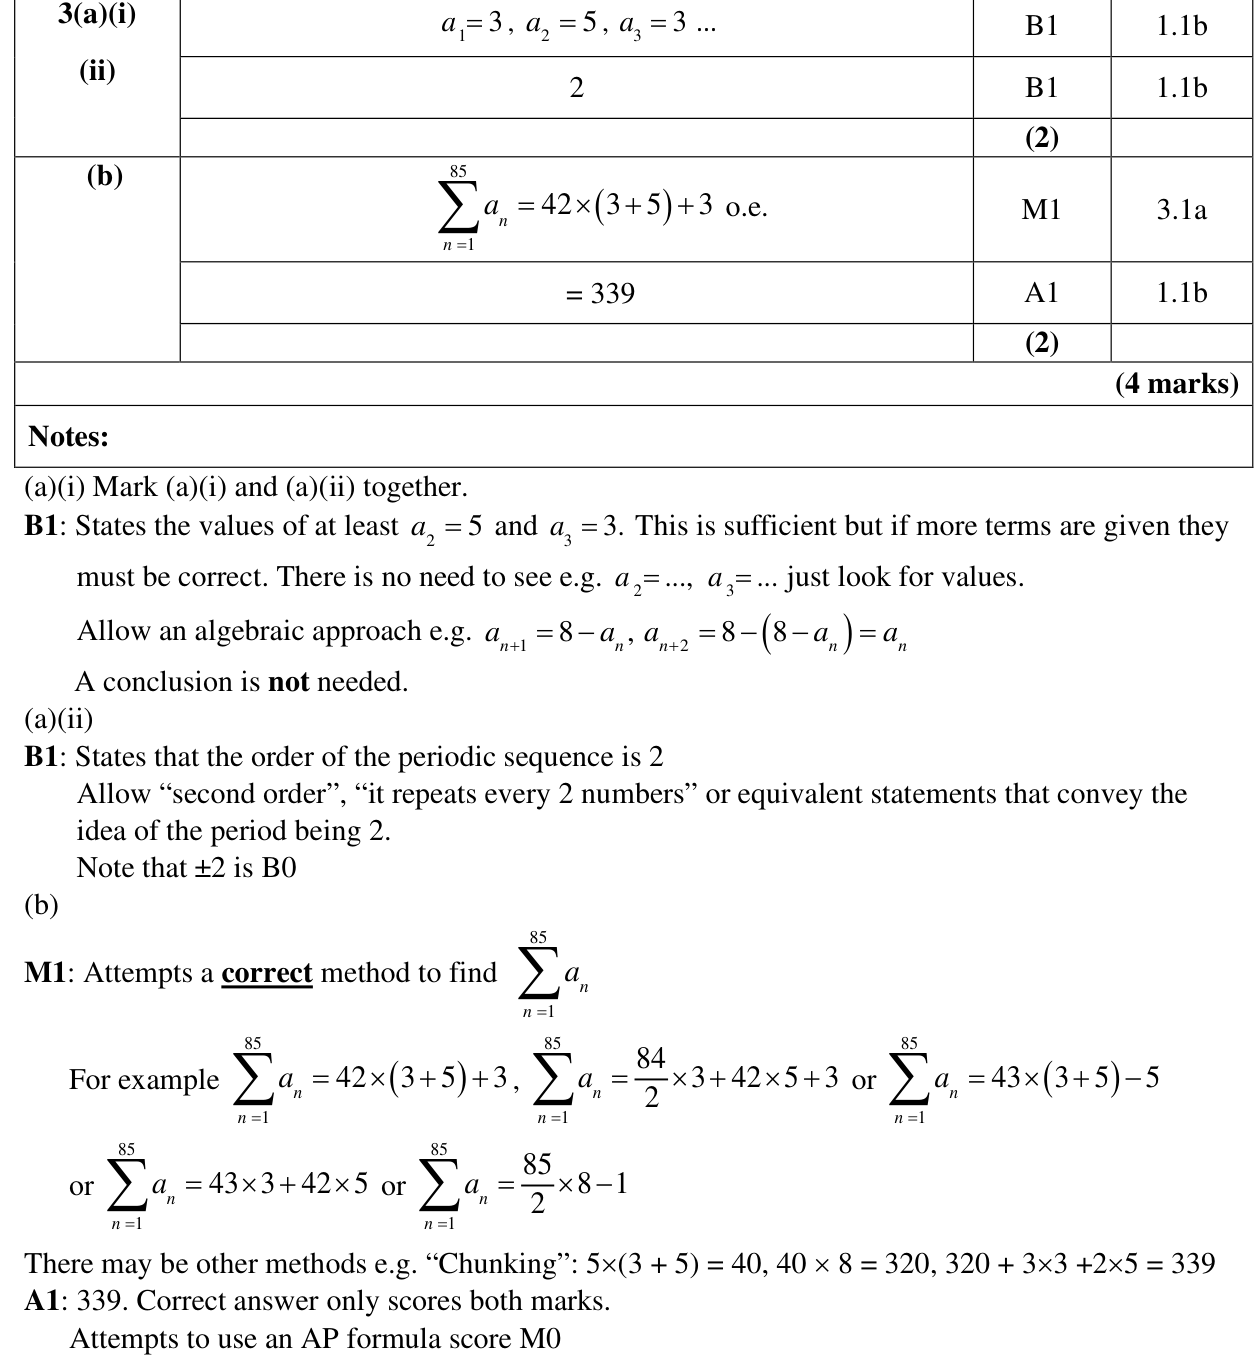 3(a)(i) a₁= 3 , a₂ = 5 , a₃ = 3 ... B1 1.1b
(ii) 2 B1 1.1b
(2)
(b) \sum_{n=1}^{85} a_n = 42×(3+5)+3 o.e. M1 3.1a
= 339 A1 1.1b
(2)
(4 marks)
Notes:
(a)(i) Mark (a)(i) and (a)(ii) together.
B1: States the values of at least a₂ = 5 and a₃ = 3. This is sufficient but if more terms are given they
must be correct. There is no need to see e.g. a₂= ..., a₃= ... just look for values.
Allow an algebraic approach e.g. a_{n+1} = 8 − a_n, a_{n+2} = 8 − (8 − a_n) = a_n
A conclusion is not needed.
(a)(ii)
B1: States that the order of the periodic sequence is 2
Allow “second order”, “it repeats every 2 numbers” or equivalent statements that convey the
idea of the period being 2.
Note that ±2 is B0
(b)
M1: Attempts a correct method to find \sum_{n=1}^{85} a_n
For example \sum_{n=1}^{85} a_n = 42×(3+5)+3, \sum_{n=1}^{85} a_n = \frac{84}{2}×3+42×5+3 or \sum_{n=1}^{85} a_n = 43×(3+5)−5
or \sum_{n=1}^{85} a_n = 43×3+42×5 or \sum_{n=1}^{85} a_n = \frac{85}{2}×8−1
There may be other methods e.g. “Chunking”: 5×(3 + 5) = 40, 40 × 8 = 320, 320 + 3×3 +2×5 = 339
A1: 339. Correct answer only scores both marks.
Attempts to use an AP formula score M0